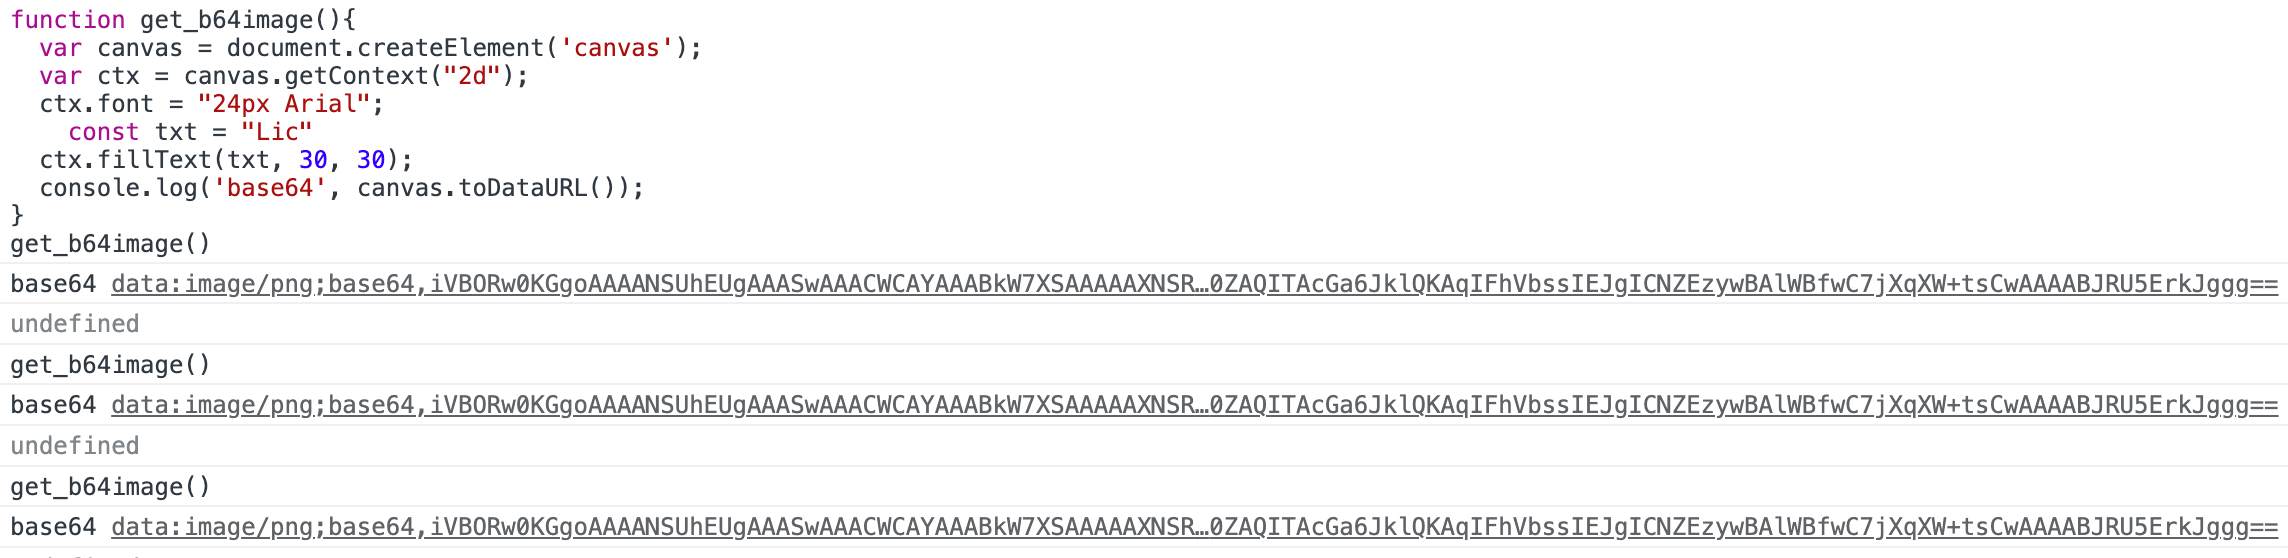 function get_b64image(){
  var canvas = document.createElement('canvas');
  var ctx = canvas.getContext("2d");
  ctx.font = "24px Arial";
    const txt = "Lic"
  ctx.fillText(txt, 30, 30);
  console.log('base64', canvas.toDataURL());
}
get_b64image()
base64 data:image/png;base64,iVBORw0KGgoAAAANSUhEUgAAASwAAACWCAYAAABkW7XSAAAAAXNSR…0ZAQITAcGa6JklQKAqIFhVbssIEJgICNZEzywBAlWBfwC7jXqXW+tsCwAAAABJRU5ErkJggg==
undefined
get_b64image()
base64 data:image/png;base64,iVBORw0KGgoAAAANSUhEUgAAASwAAACWCAYAAABkW7XSAAAAAXNSR…0ZAQITAcGa6JklQKAqIFhVbssIEJgICNZEzywBAlWBfwC7jXqXW+tsCwAAAABJRU5ErkJggg==
undefined
get_b64image()
base64 data:image/png;base64,iVBORw0KGgoAAAANSUhEUgAAASwAAACWCAYAAABkW7XSAAAAAXNSR…0ZAQITAcGa6JklQKAqIFhVbssIEJgICNZEzywBAlWBfwC7jXqXW+tsCwAAAABJRU5ErkJggg==